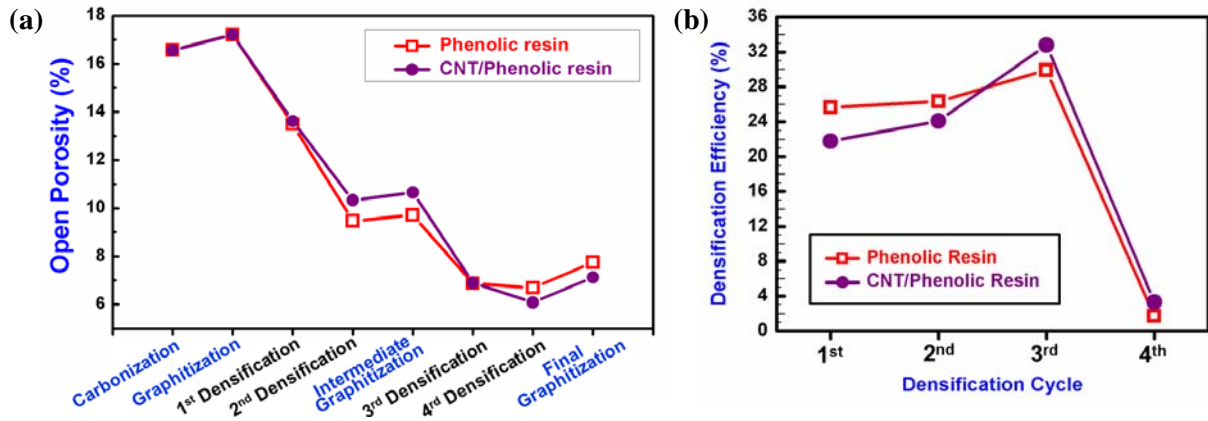 (a)
Open Porosity (%)
18
16
14
12
10
8
6
Phenolic resin
CNT/Phenolic resin
Carbonization
Graphitization
1st Densification
2nd Densification
Intermediate
Graphitization
3rd Densification
4rd Densification
Final
Graphitization
(b)
Densification Efficiency (%)
36
32
28
24
20
16
12
8
4
0
Phenolic Resin
CNT/Phenolic Resin
1st
2nd
3rd
4th
Densification Cycle